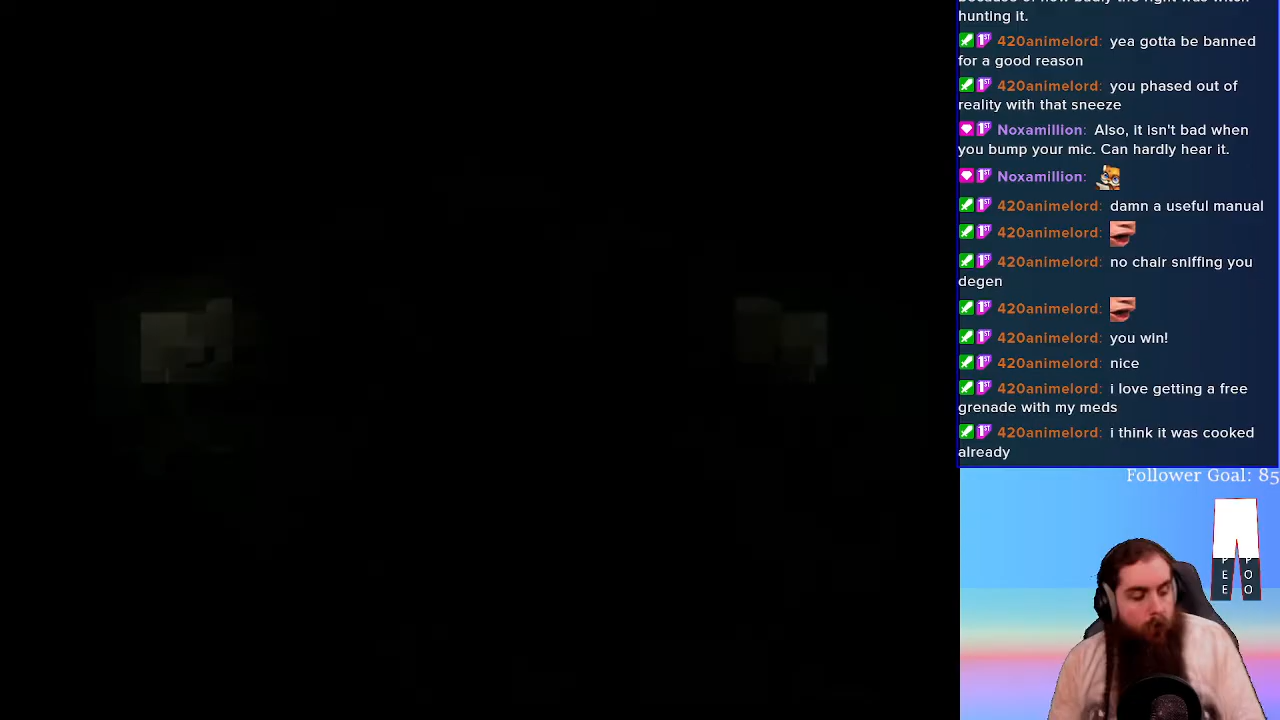 hunting it.
420animelord: yea gotta be banned
for a good reason
420animelord: you phased out of
reality with that sneeze
Noxamillion: Also, it isn't bad when
you bump your mic. Can hardly hear it.
Noxamillion:
420animelord: damn a useful manual
420animelord:
420animelord: no chair sniffing you
degen
420animelord:
420animelord: you win!
420animelord: nice
420animelord: i love getting a free
grenade with my meds
420animelord: i think it was cooked
already
Follower Goal: 85
P P
E O
E O